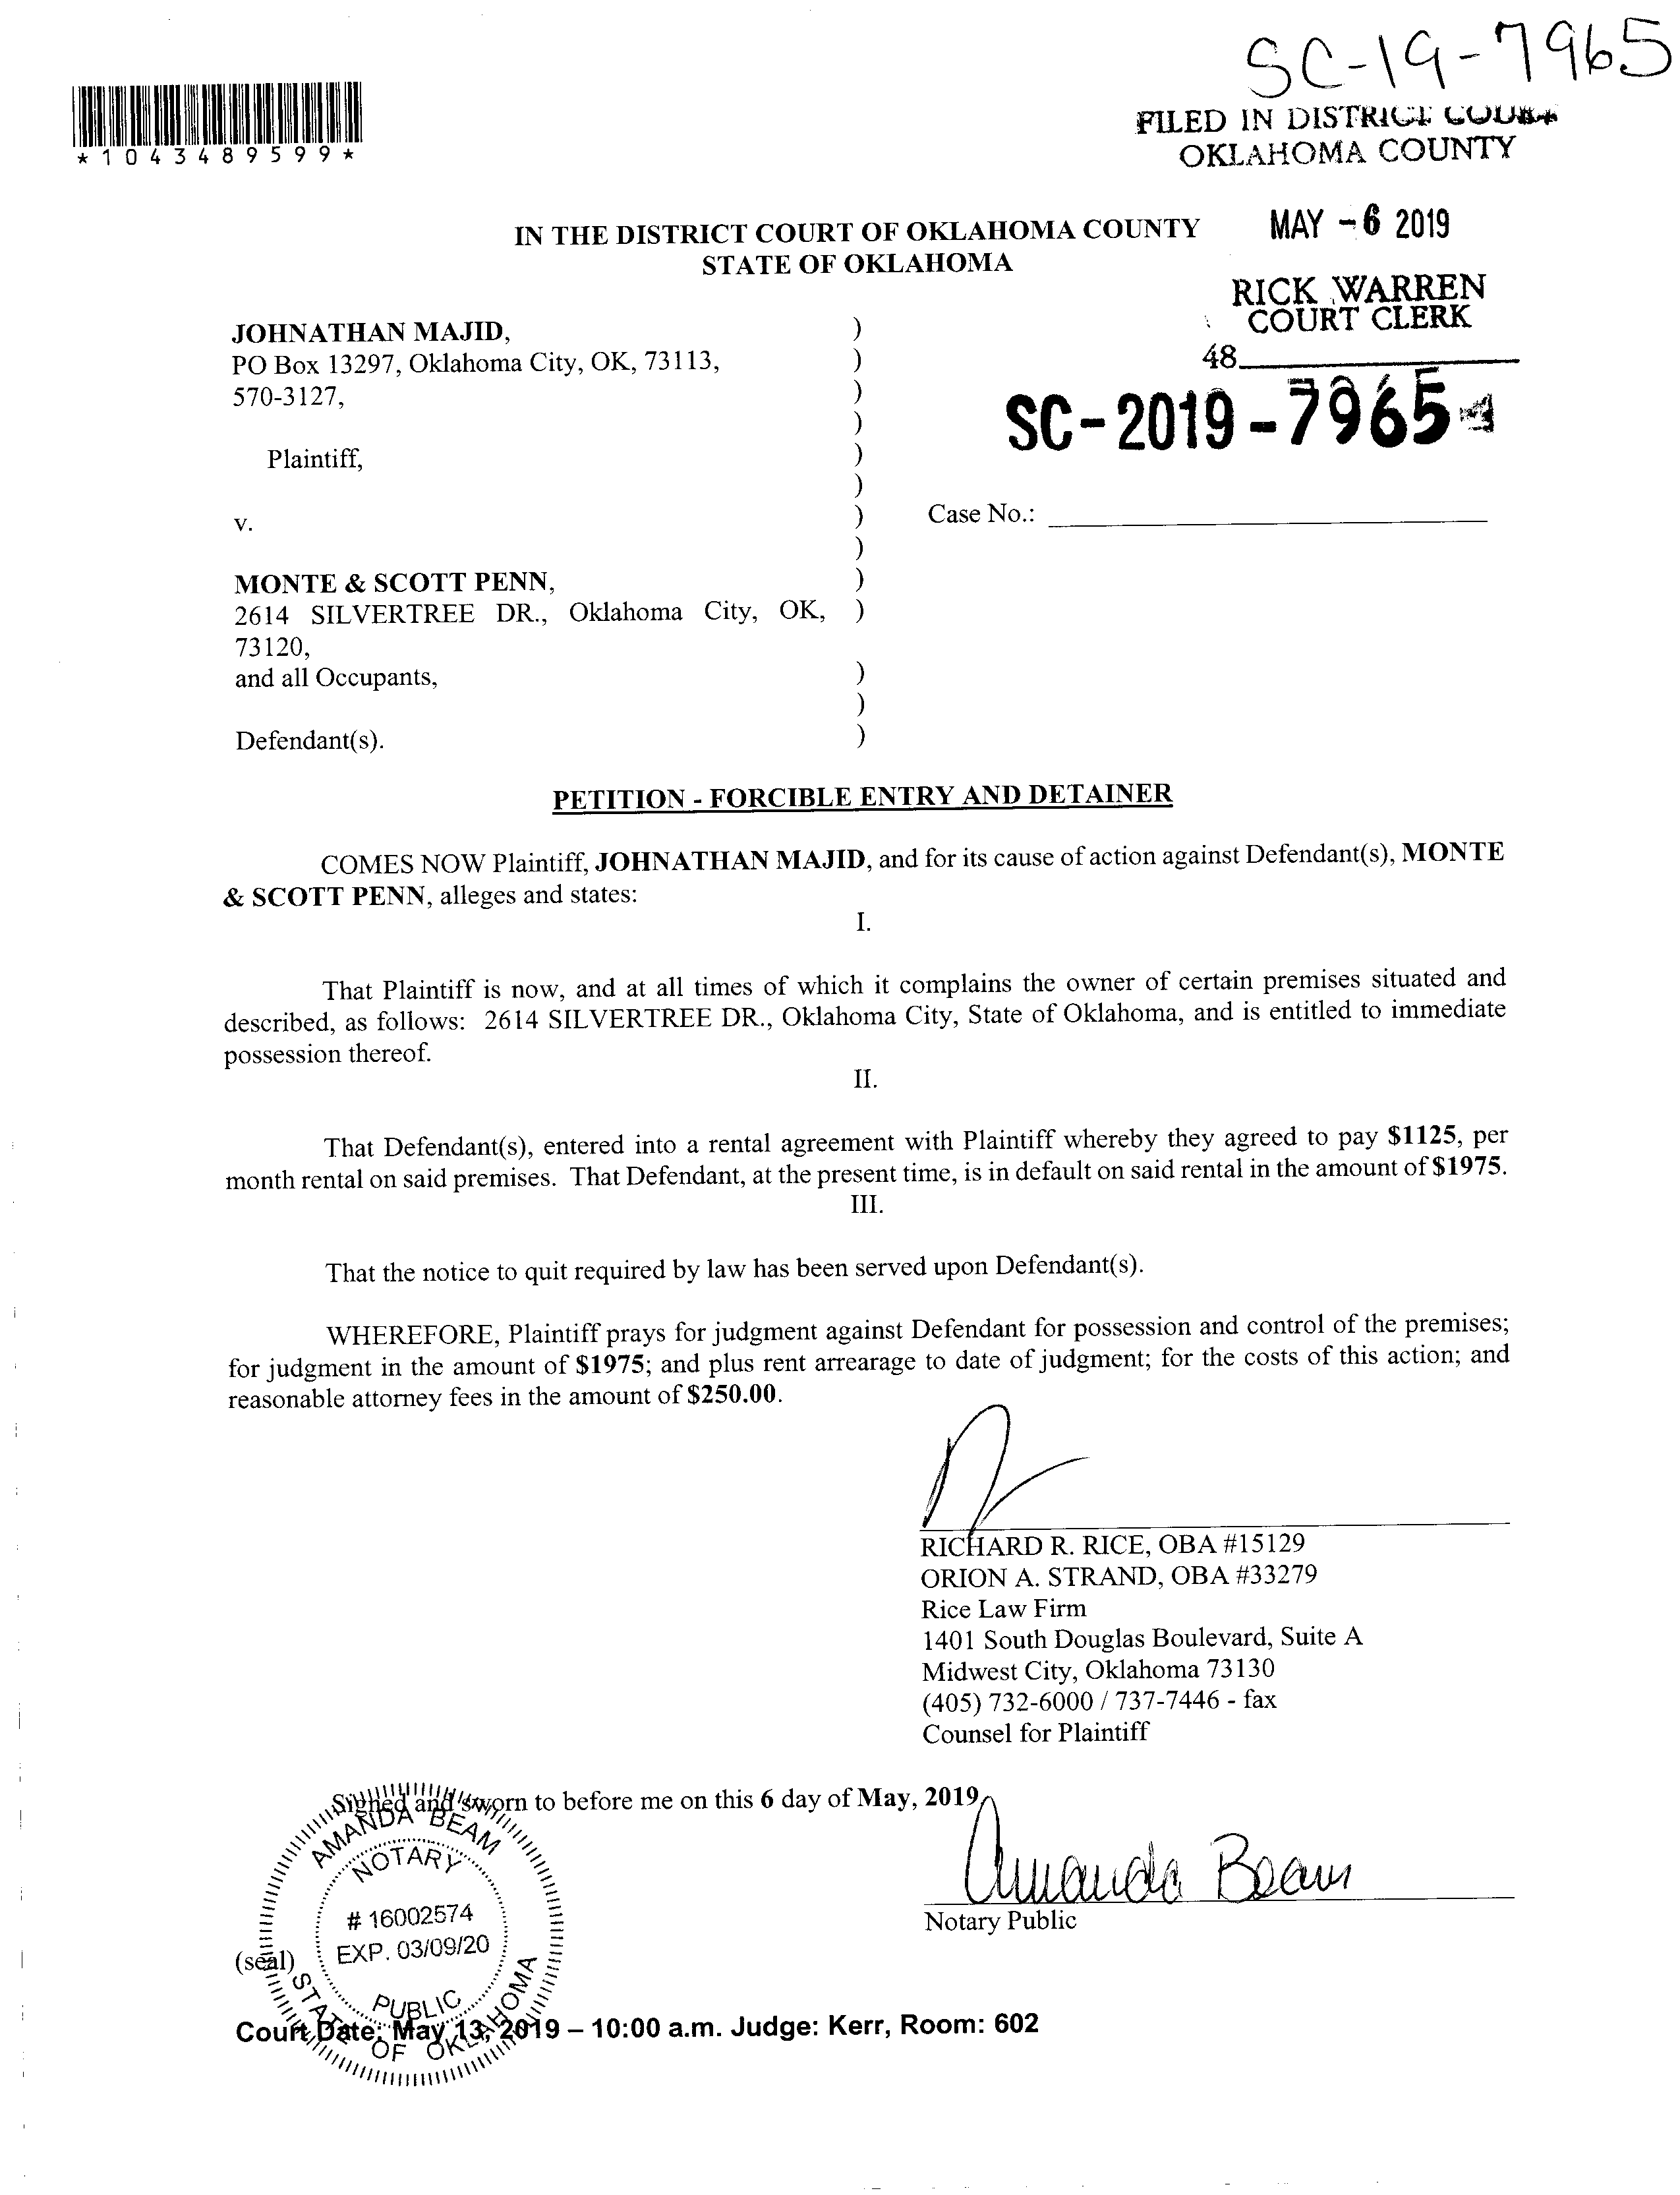 SC-19-7965
*1043489599*
FILED IN DISTRICT COURT
OKLAHOMA COUNTY
IN THE DISTRICT COURT OF OKLAHOMA COUNTY
STATE OF OKLAHOMA
MAY -6 2019
RICK WARREN
COURT CLERK
48
SC-2019-7965
JOHNATHAN MAJID, )
PO Box 13297, Oklahoma City, OK, 73113, )
570-3127, )
)
Plaintiff, )
)
v. ) Case No.:
)
MONTE & SCOTT PENN, )
2614 SILVERTREE DR., Oklahoma City, OK, )
73120,
and all Occupants, )
)
Defendant(s). )
PETITION - FORCIBLE ENTRY AND DETAINER
COMES NOW Plaintiff, JOHNATHAN MAJID, and for its cause of action against Defendant(s), MONTE
& SCOTT PENN, alleges and states:
I.
That Plaintiff is now, and at all times of which it complains the owner of certain premises situated and
described, as follows: 2614 SILVERTREE DR., Oklahoma City, State of Oklahoma, and is entitled to immediate
possession thereof.
II.
That Defendant(s), entered into a rental agreement with Plaintiff whereby they agreed to pay $1125, per
month rental on said premises. That Defendant, at the present time, is in default on said rental in the amount of $1975.
III.
That the notice to quit required by law has been served upon Defendant(s).
WHEREFORE, Plaintiff prays for judgment against Defendant for possession and control of the premises;
for judgment in the amount of $1975; and plus rent arrearage to date of judgment; for the costs of this action; and
reasonable attorney fees in the amount of $250.00.
RICHARD R. RICE, OBA #15129
ORION A. STRAND, OBA #33279
Rice Law Firm
1401 South Douglas Boulevard, Suite A
Midwest City, Oklahoma 73130
(405) 732-6000 / 737-7446 - fax
Counsel for Plaintiff
Signed and sworn to before me on this 6 day of May, 2019.
Amanda Beam
Notary Public
AMANDA BEAM
NOTARY
# 16002574
EXP. 03/09/20
PUBLIC
STATE OF OKLAHOMA
(seal)
Court Date: May 13, 2019 – 10:00 a.m. Judge: Kerr, Room: 602